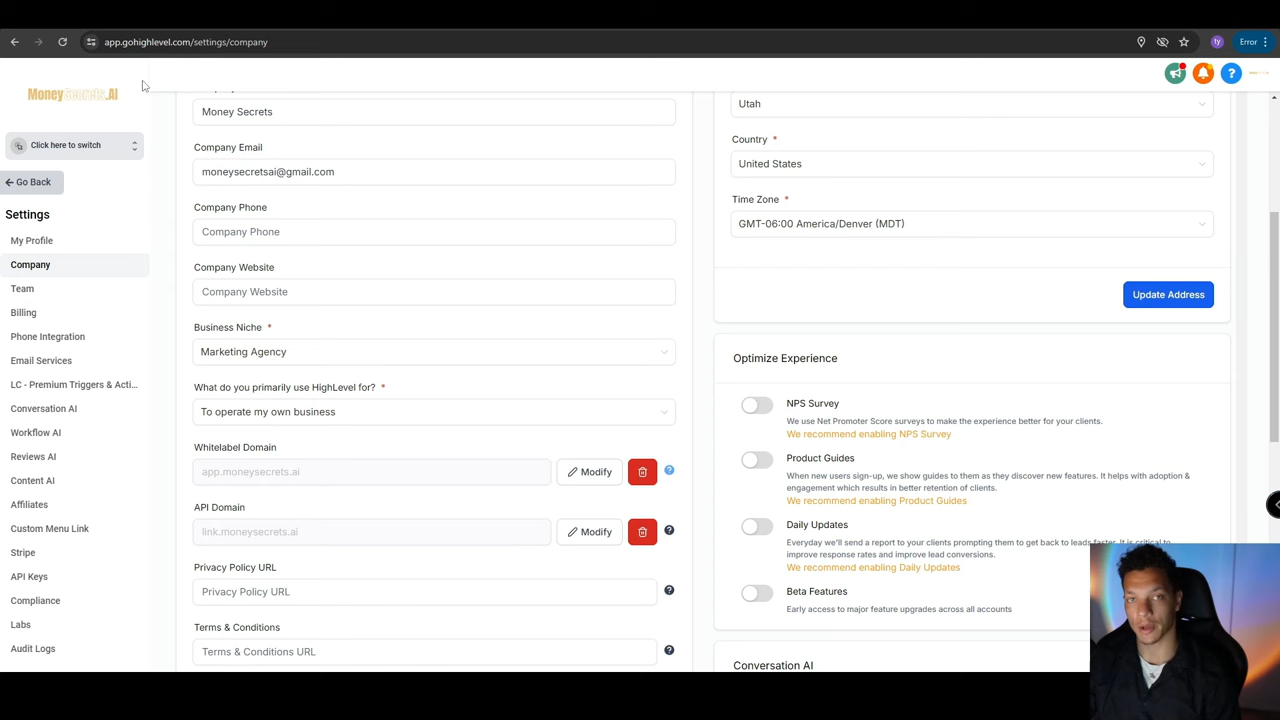 app.gohighlevel.com/settings/company
ty
Error
MoneySecrets.AI
Click here to switch
Go Back
Settings
My Profile
Company
Team
Billing
Phone Integration
Email Services
LC - Premium Triggers & Acti...
Conversation AI
Workflow AI
Reviews AI
Content AI
Affiliates
Custom Menu Link
Stripe
API Keys
Compliance
Labs
Audit Logs
Money Secrets
Company Email
moneysecretsai@gmail.com
Company Phone
Company Phone
Company Website
Company Website
Business Niche *
Marketing Agency
What do you primarily use HighLevel for? *
To operate my own business
Whitelabel Domain
app.moneysecrets.ai
Modify
API Domain
link.moneysecrets.ai
Modify
Privacy Policy URL
Privacy Policy URL
Terms & Conditions
Terms & Conditions URL
Utah
Country *
United States
Time Zone *
GMT-06:00 America/Denver (MDT)
Update Address
Optimize Experience
NPS Survey
We use Net Promoter Score surveys to make the experience better for your clients.
We recommend enabling NPS Survey
Product Guides
When new users sign-up, we show guides to them as they discover new features. It helps with adoption &
engagement which results in better retention of clients.
We recommend enabling Product Guides
Daily Updates
Everyday we'll send a report to your clients prompting them to get back to leads faster. It is critical to
improve response rates and improve lead conversions.
We recommend enabling Daily Updates
Beta Features
Early access to major feature upgrades across all accounts
Conversation AI